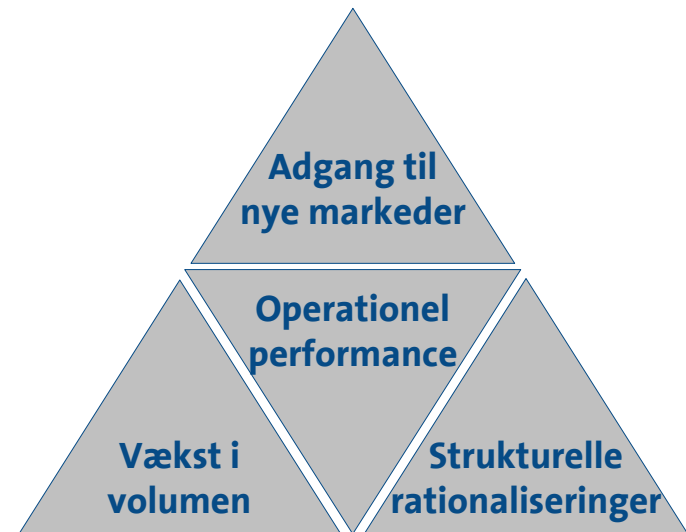 Adgang til
nye markeder
Operationel
performance
Vækst i
volumen
Strukturelle
rationaliseringer